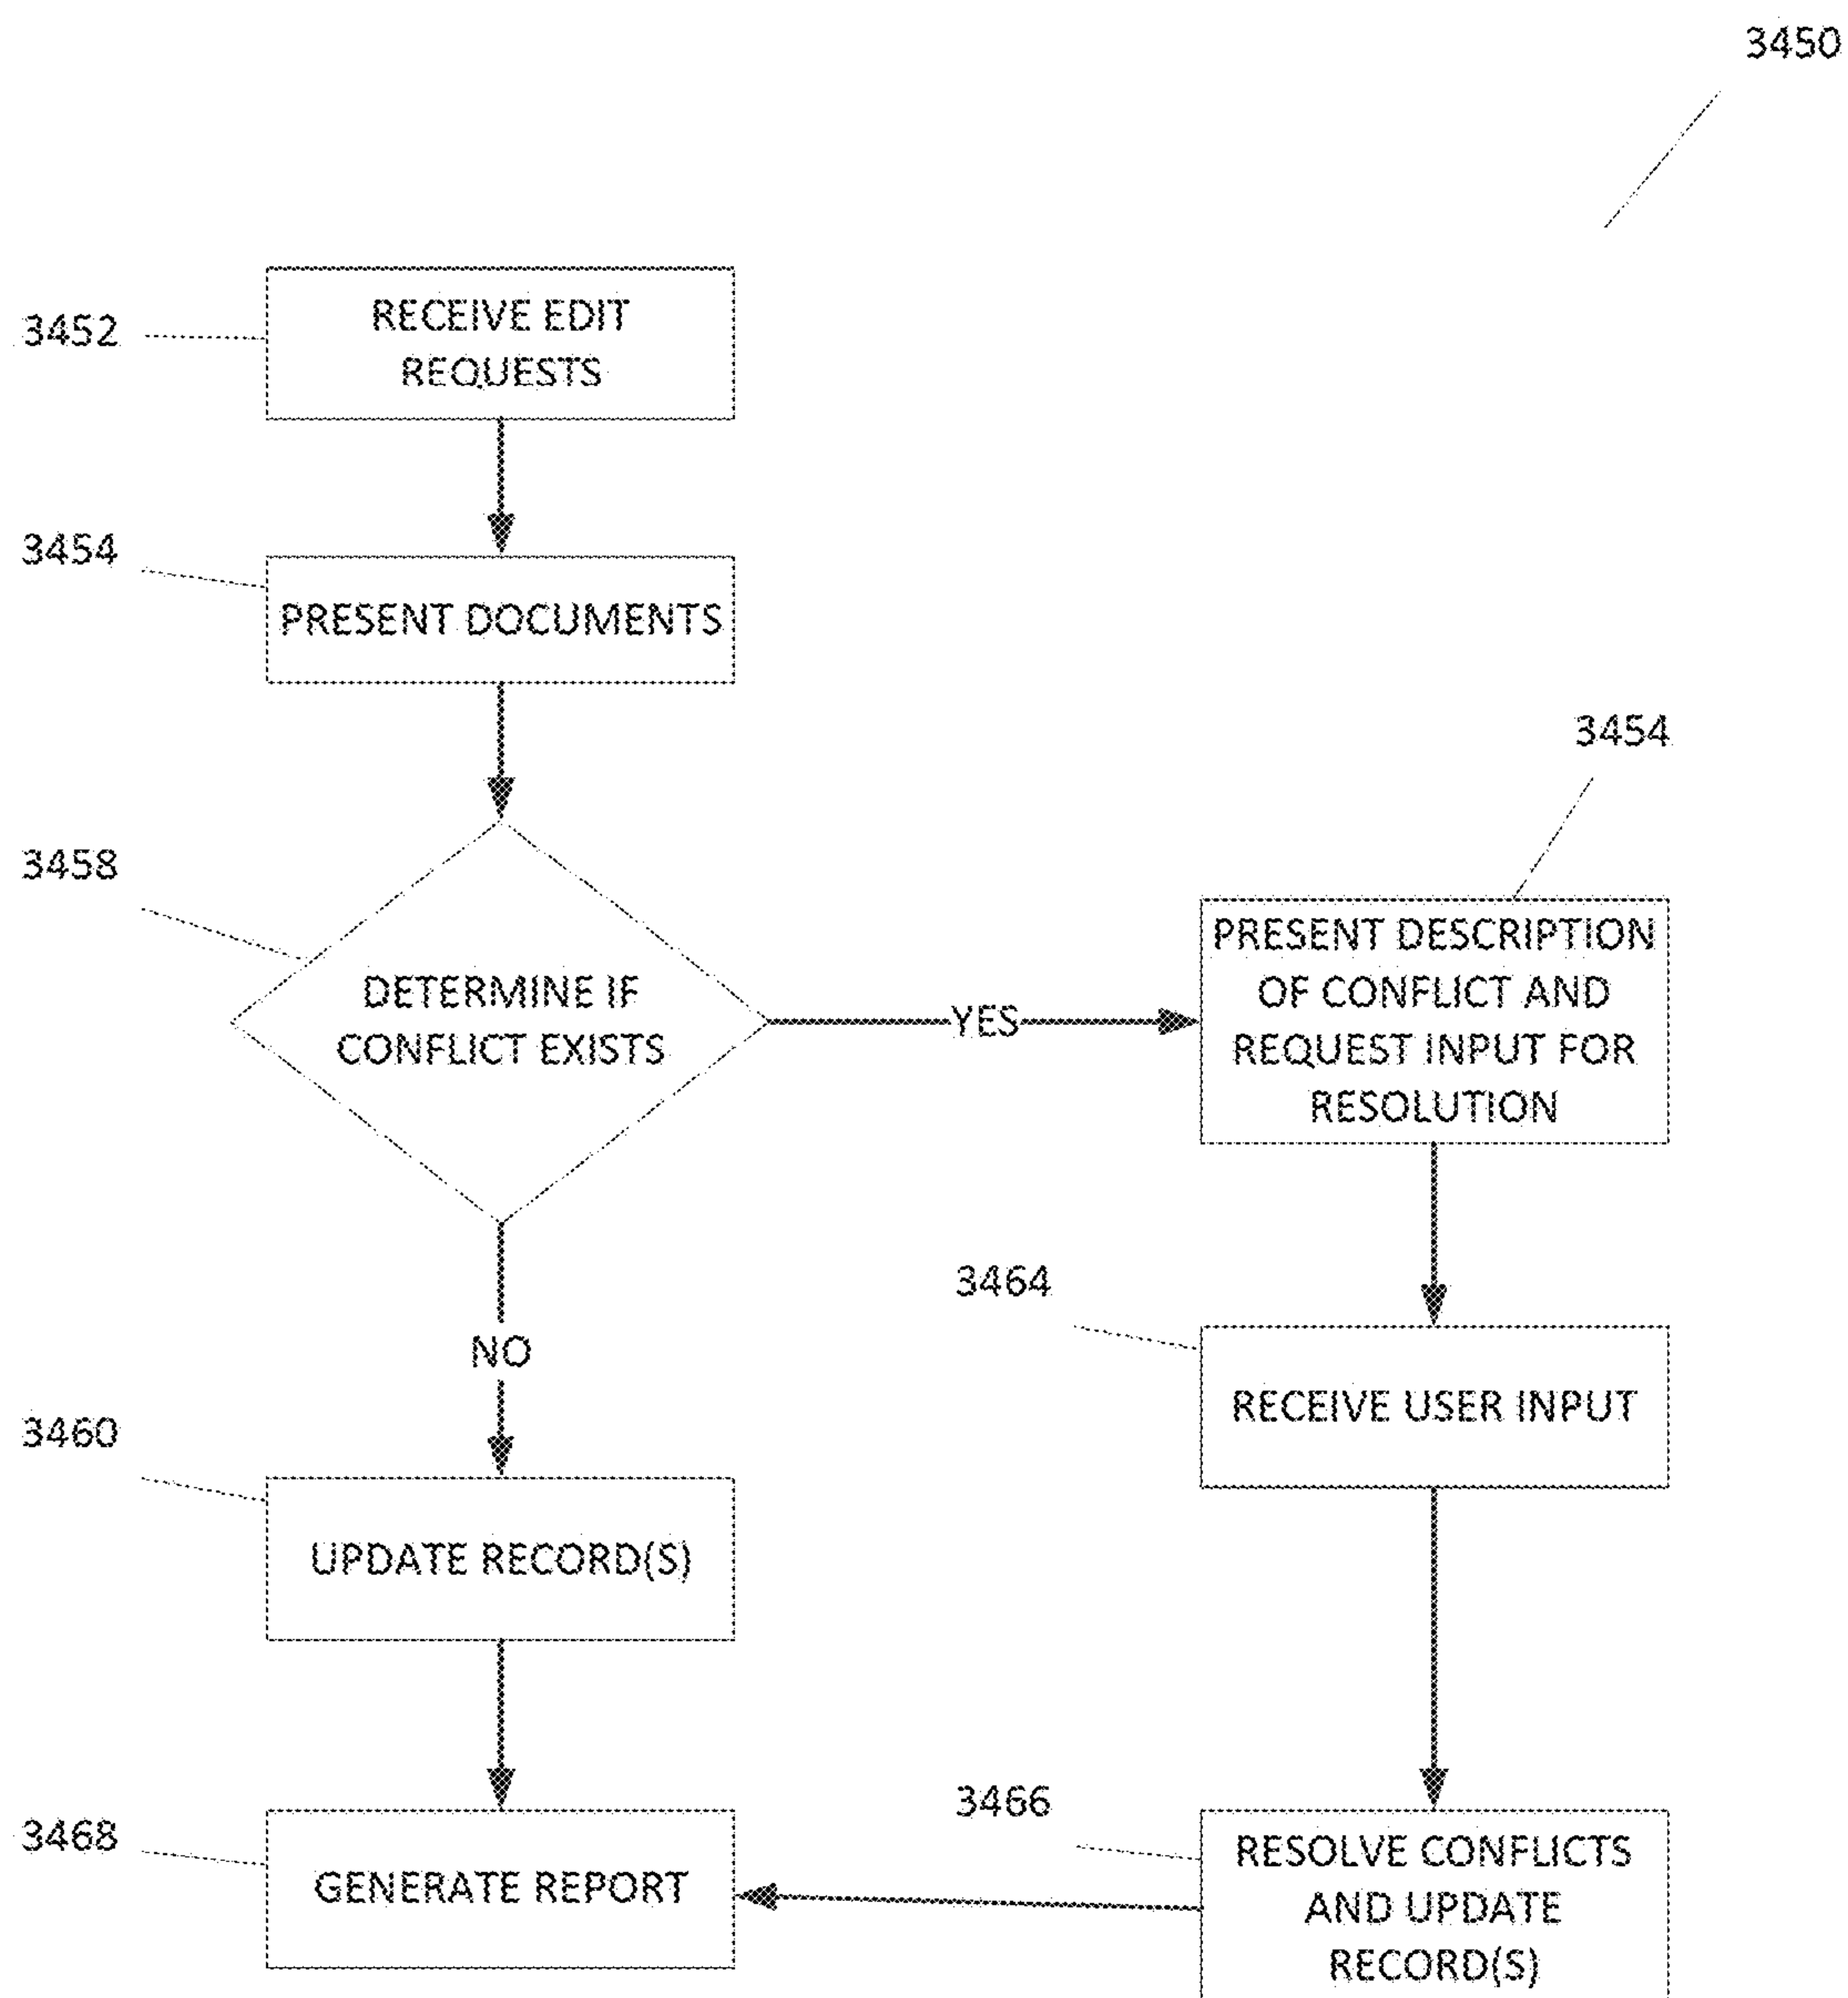 3450
3452
RECEIVE EDIT
REQUESTS
3454
PRESENT DOCUMENTS
3454
3458
DETERMINE IF
CONFLICT EXISTS
YES
PRESENT DESCRIPTION
OF CONFLICT AND
REQUEST INPUT FOR
RESOLUTION
NO
3464
RECEIVE USER INPUT
3460
UPDATE RECORD(S)
3468
GENERATE REPORT
3466
RESOLVE CONFLICTS
AND UPDATE
RECORD(S)